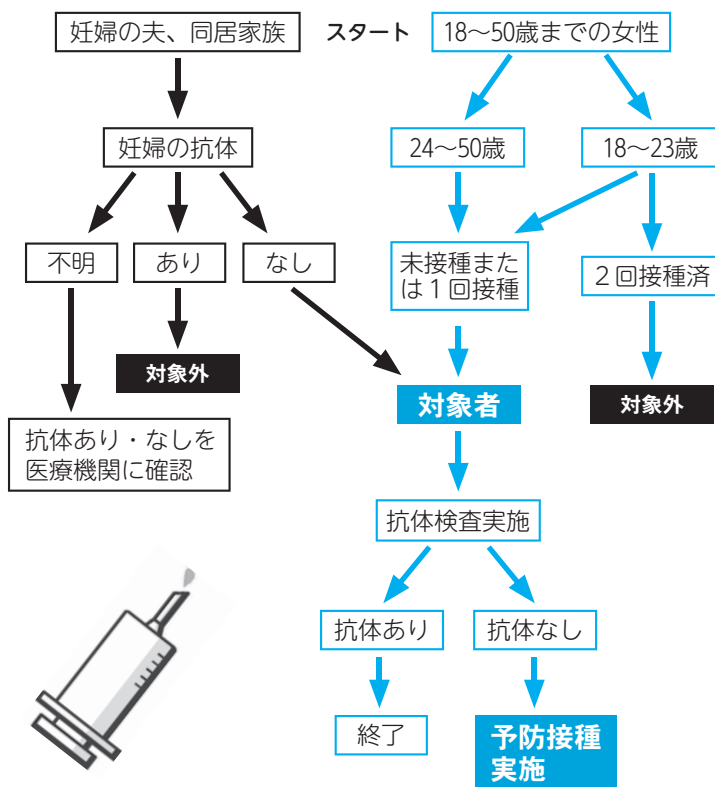 妊婦の夫、同居家族
スタート
18〜50歳までの女性
妊婦の抗体
24〜50歳
18〜23歳
不明
あり
なし
未接種また
は１回接種
２回接種済
対象外
対象者
対象外
抗体あり・なしを
医療機関に確認
抗体検査実施
抗体あり
抗体なし
終了
予防接種
実施